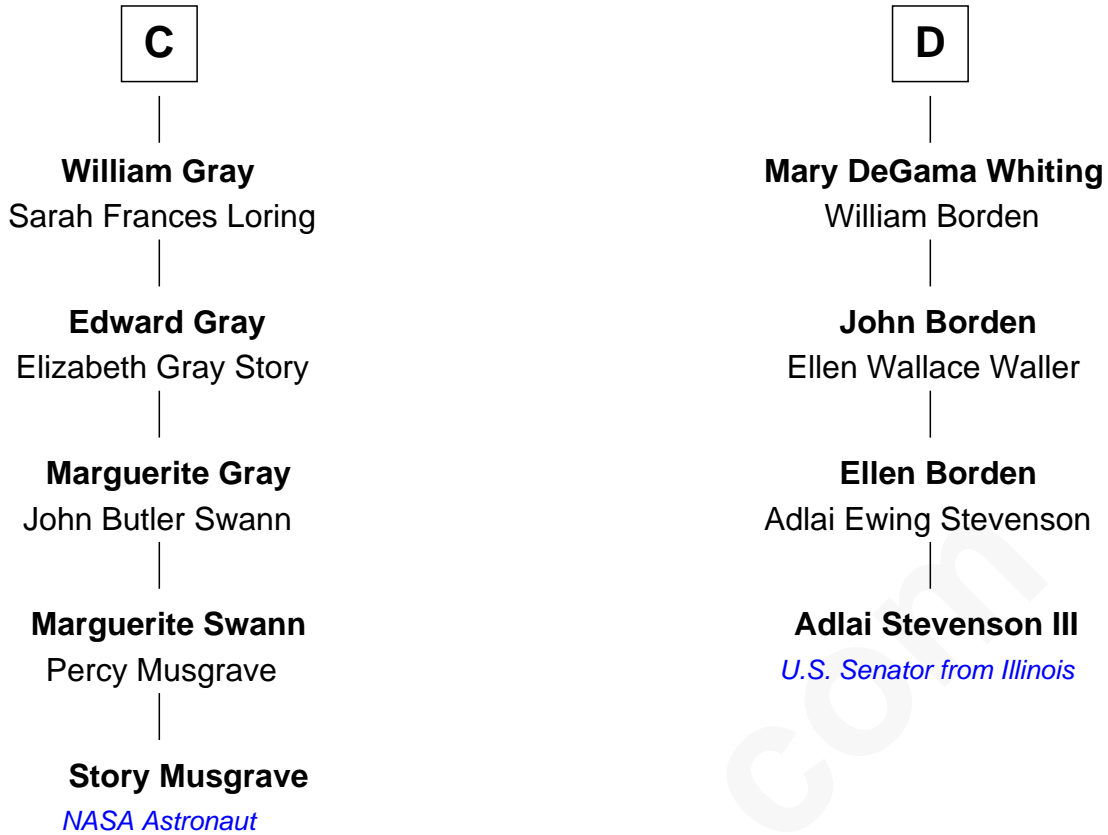 C
William Gray
Sarah Frances Loring
Edward Gray
Elizabeth Gray Story
Marguerite Gray
John Butler Swann
Marguerite Swann
Percy Musgrave
Story Musgrave
NASA Astronaut
D
Mary DeGama Whiting
William Borden
John Borden
Ellen Wallace Waller
Ellen Borden
Adlai Ewing Stevenson
Adlai Stevenson III
U.S. Senator from Illinois
com